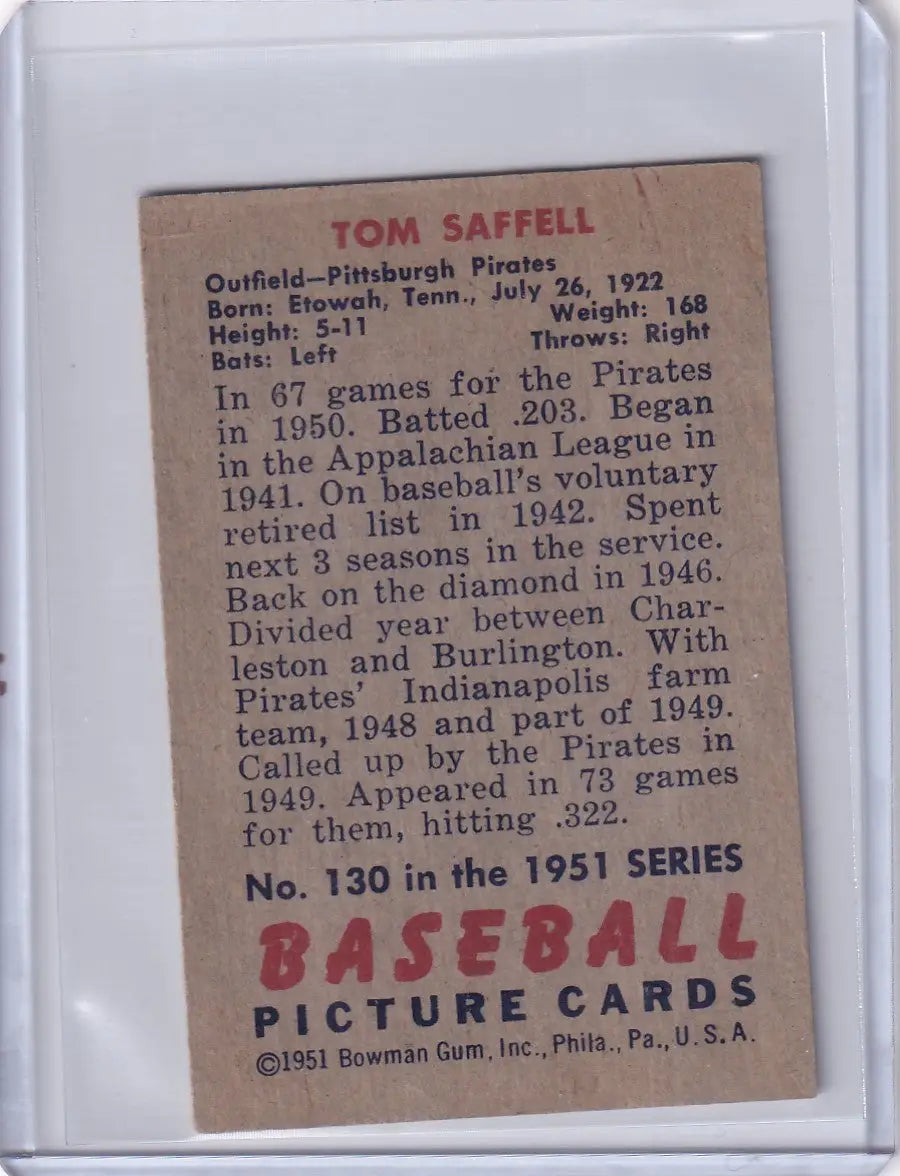 TOM SAFFELL
Outfield—Pittsburgh Pirates
Born: Etowah, Tenn., July 26, 1922
Height: 5-11 Weight: 168
Bats: Left Throws: Right
In 67 games for the Pirates
in 1950. Batted .203. Began
in the Appalachian League in
1941. On baseball's voluntary
retired list in 1942. Spent
next 3 seasons in the service.
Back on the diamond in 1946.
Divided year between Char-
leston and Burlington. With
Pirates' Indianapolis farm
team, 1948 and part of 1949.
Called up by the Pirates in
1949. Appeared in 73 games
for them, hitting .322.
No. 130 in the 1951 SERIES
BASEBALL
PICTURE CARDS
©1951 Bowman Gum, Inc., Phila., Pa., U.S.A.